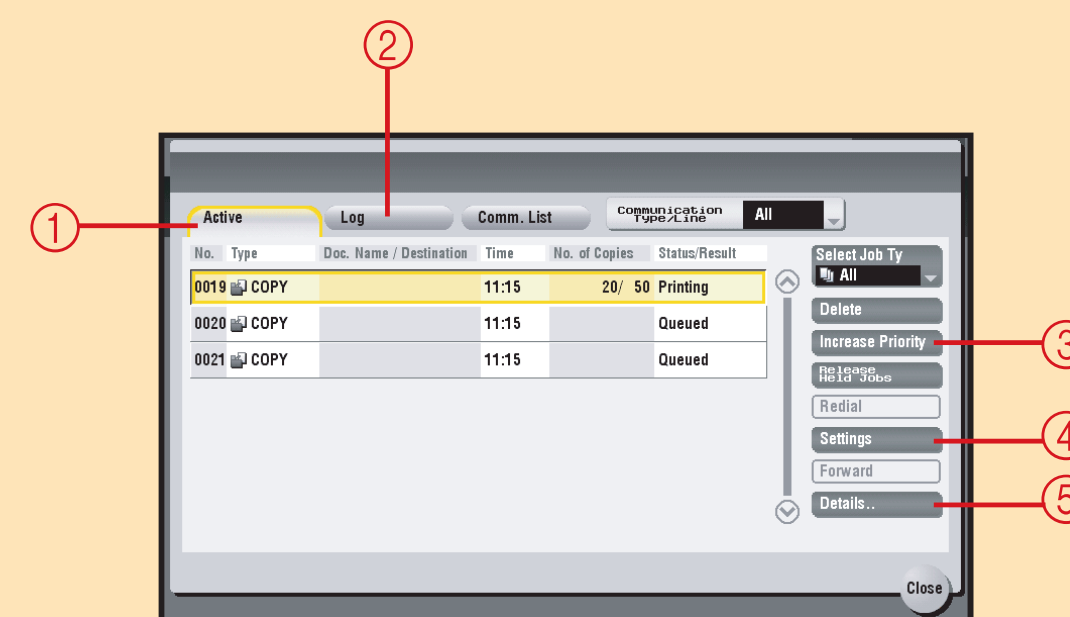 2
1
Active Log Comm. List Communication Type/Line All
No. Type Doc. Name / Destination Time No. of Copies Status/Result
0019 COPY 11:15 20/ 50 Printing
0020 COPY 11:15 Queued
0021 COPY 11:15 Queued
Select Job Ty
All
Delete
Increase Priority
3
Release
Held Jobs
Redial
Settings
4
Forward
Details..
5
Close